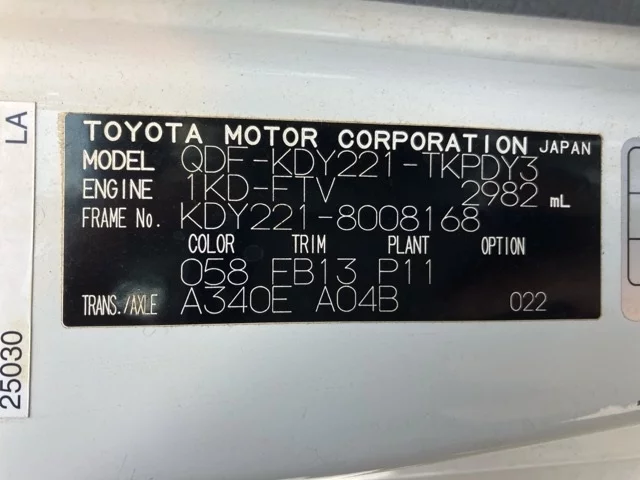 TOYOTA MOTOR CORPORATION JAPAN
MODEL QDF-KDY221-TKPDY3
ENGINE 1KD-FTV 2982 mL
FRAME No. KDY221-8008168
COLOR TRIM PLANT OPTION
058 FB13 P11
TRANS./AXLE A340E A04B 022
LA
25030